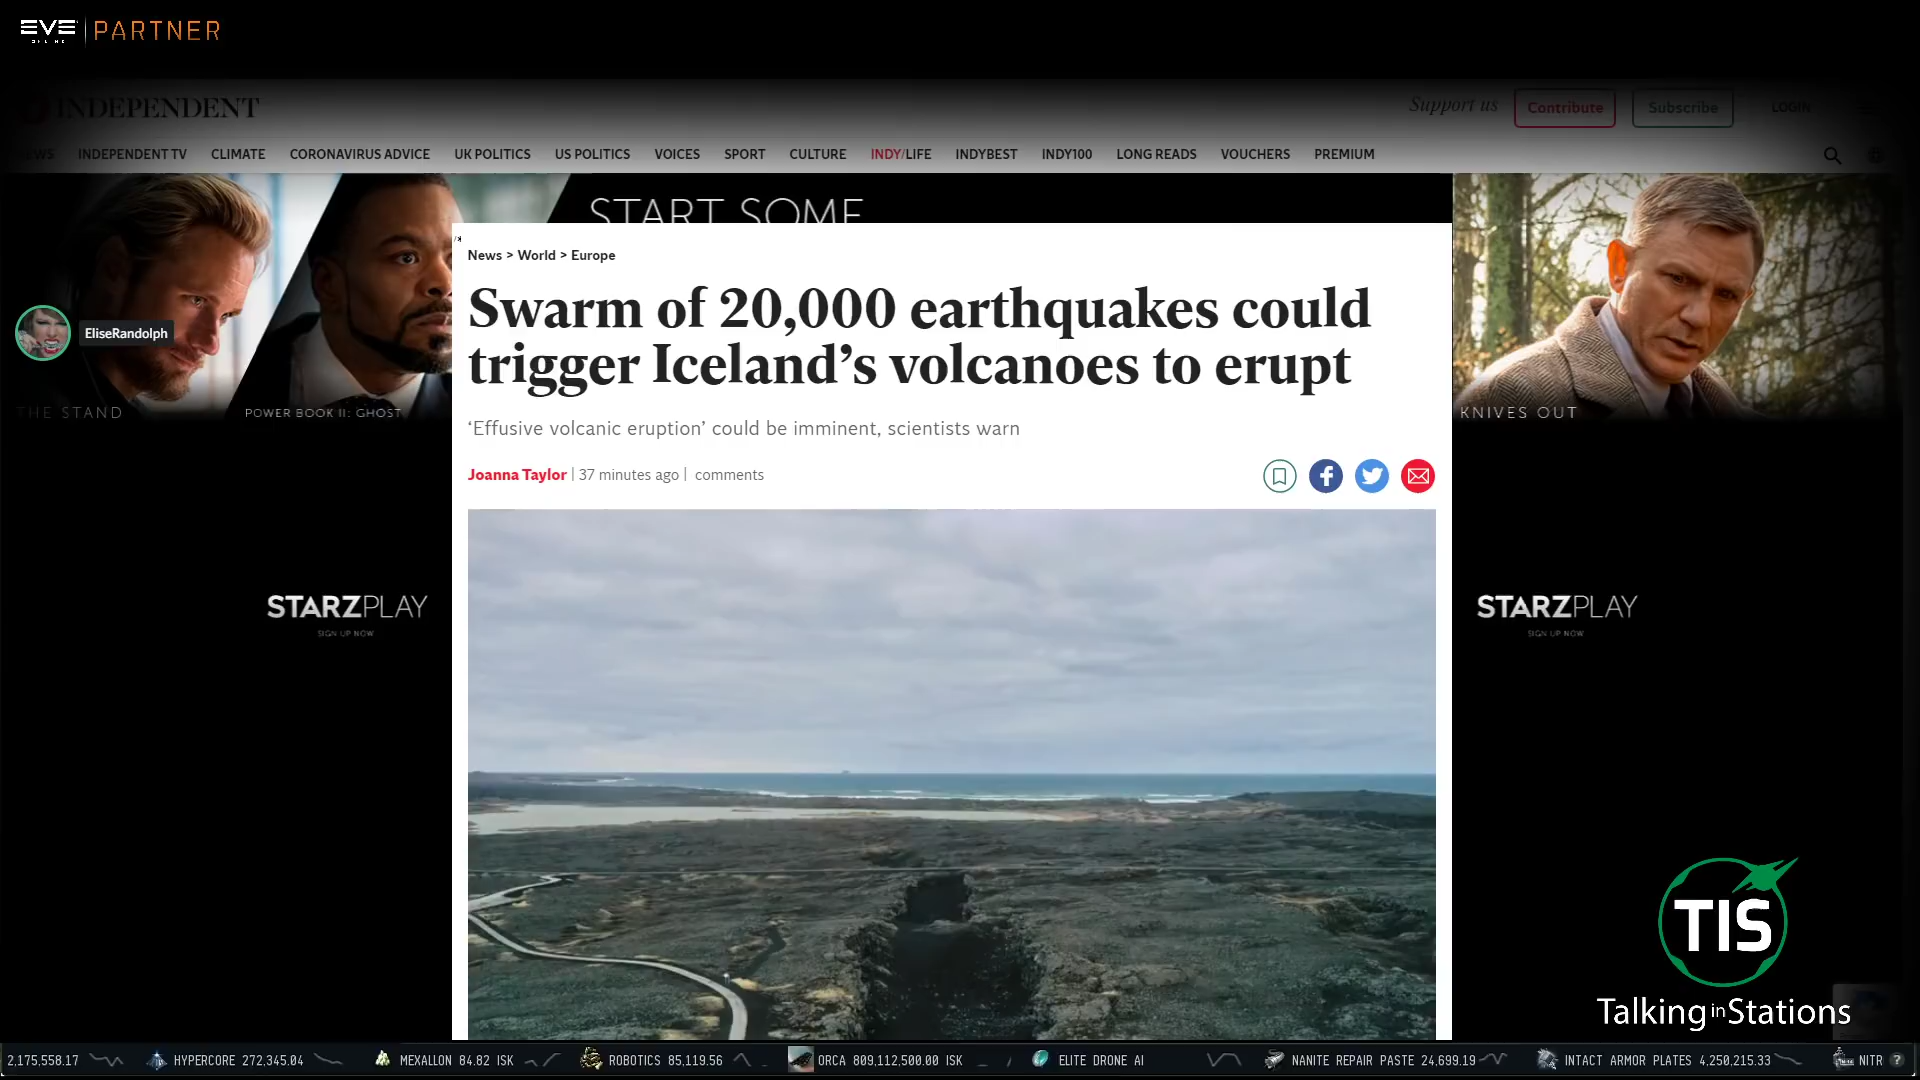 EVE
ONLINE
PARTNER
INDEPENDENT
Support us
Contribute
Subscribe
LOGIN
NEWS INDEPENDENT TV CLIMATE CORONAVIRUS ADVICE UK POLITICS US POLITICS VOICES SPORT CULTURE INDY/LIFE INDYBEST INDY100 LONG READS VOUCHERS PREMIUM
START SOME
News > World > Europe
Swarm of 20,000 earthquakes could
trigger Iceland’s volcanoes to erupt
EliseRandolph
THE STAND
POWER BOOK II: GHOST
KNIVES OUT
‘Effusive volcanic eruption’ could be imminent, scientists warn
Joanna Taylor | 37 minutes ago | comments
STARZPLAY
SIGN UP NOW
STARZPLAY
SIGN UP NOW
TIS
Talking in Stations
2,175,558.17 HYPERCORE 272,345.04 MEXALLON 84.82 ISK ROBOTICS 85,119.56 ORCA 809,112,500.00 ISK ELITE DRONE AI NANITE REPAIR PASTE 24,699.19 INTACT ARMOR PLATES 4,250,215.33 NITR ?